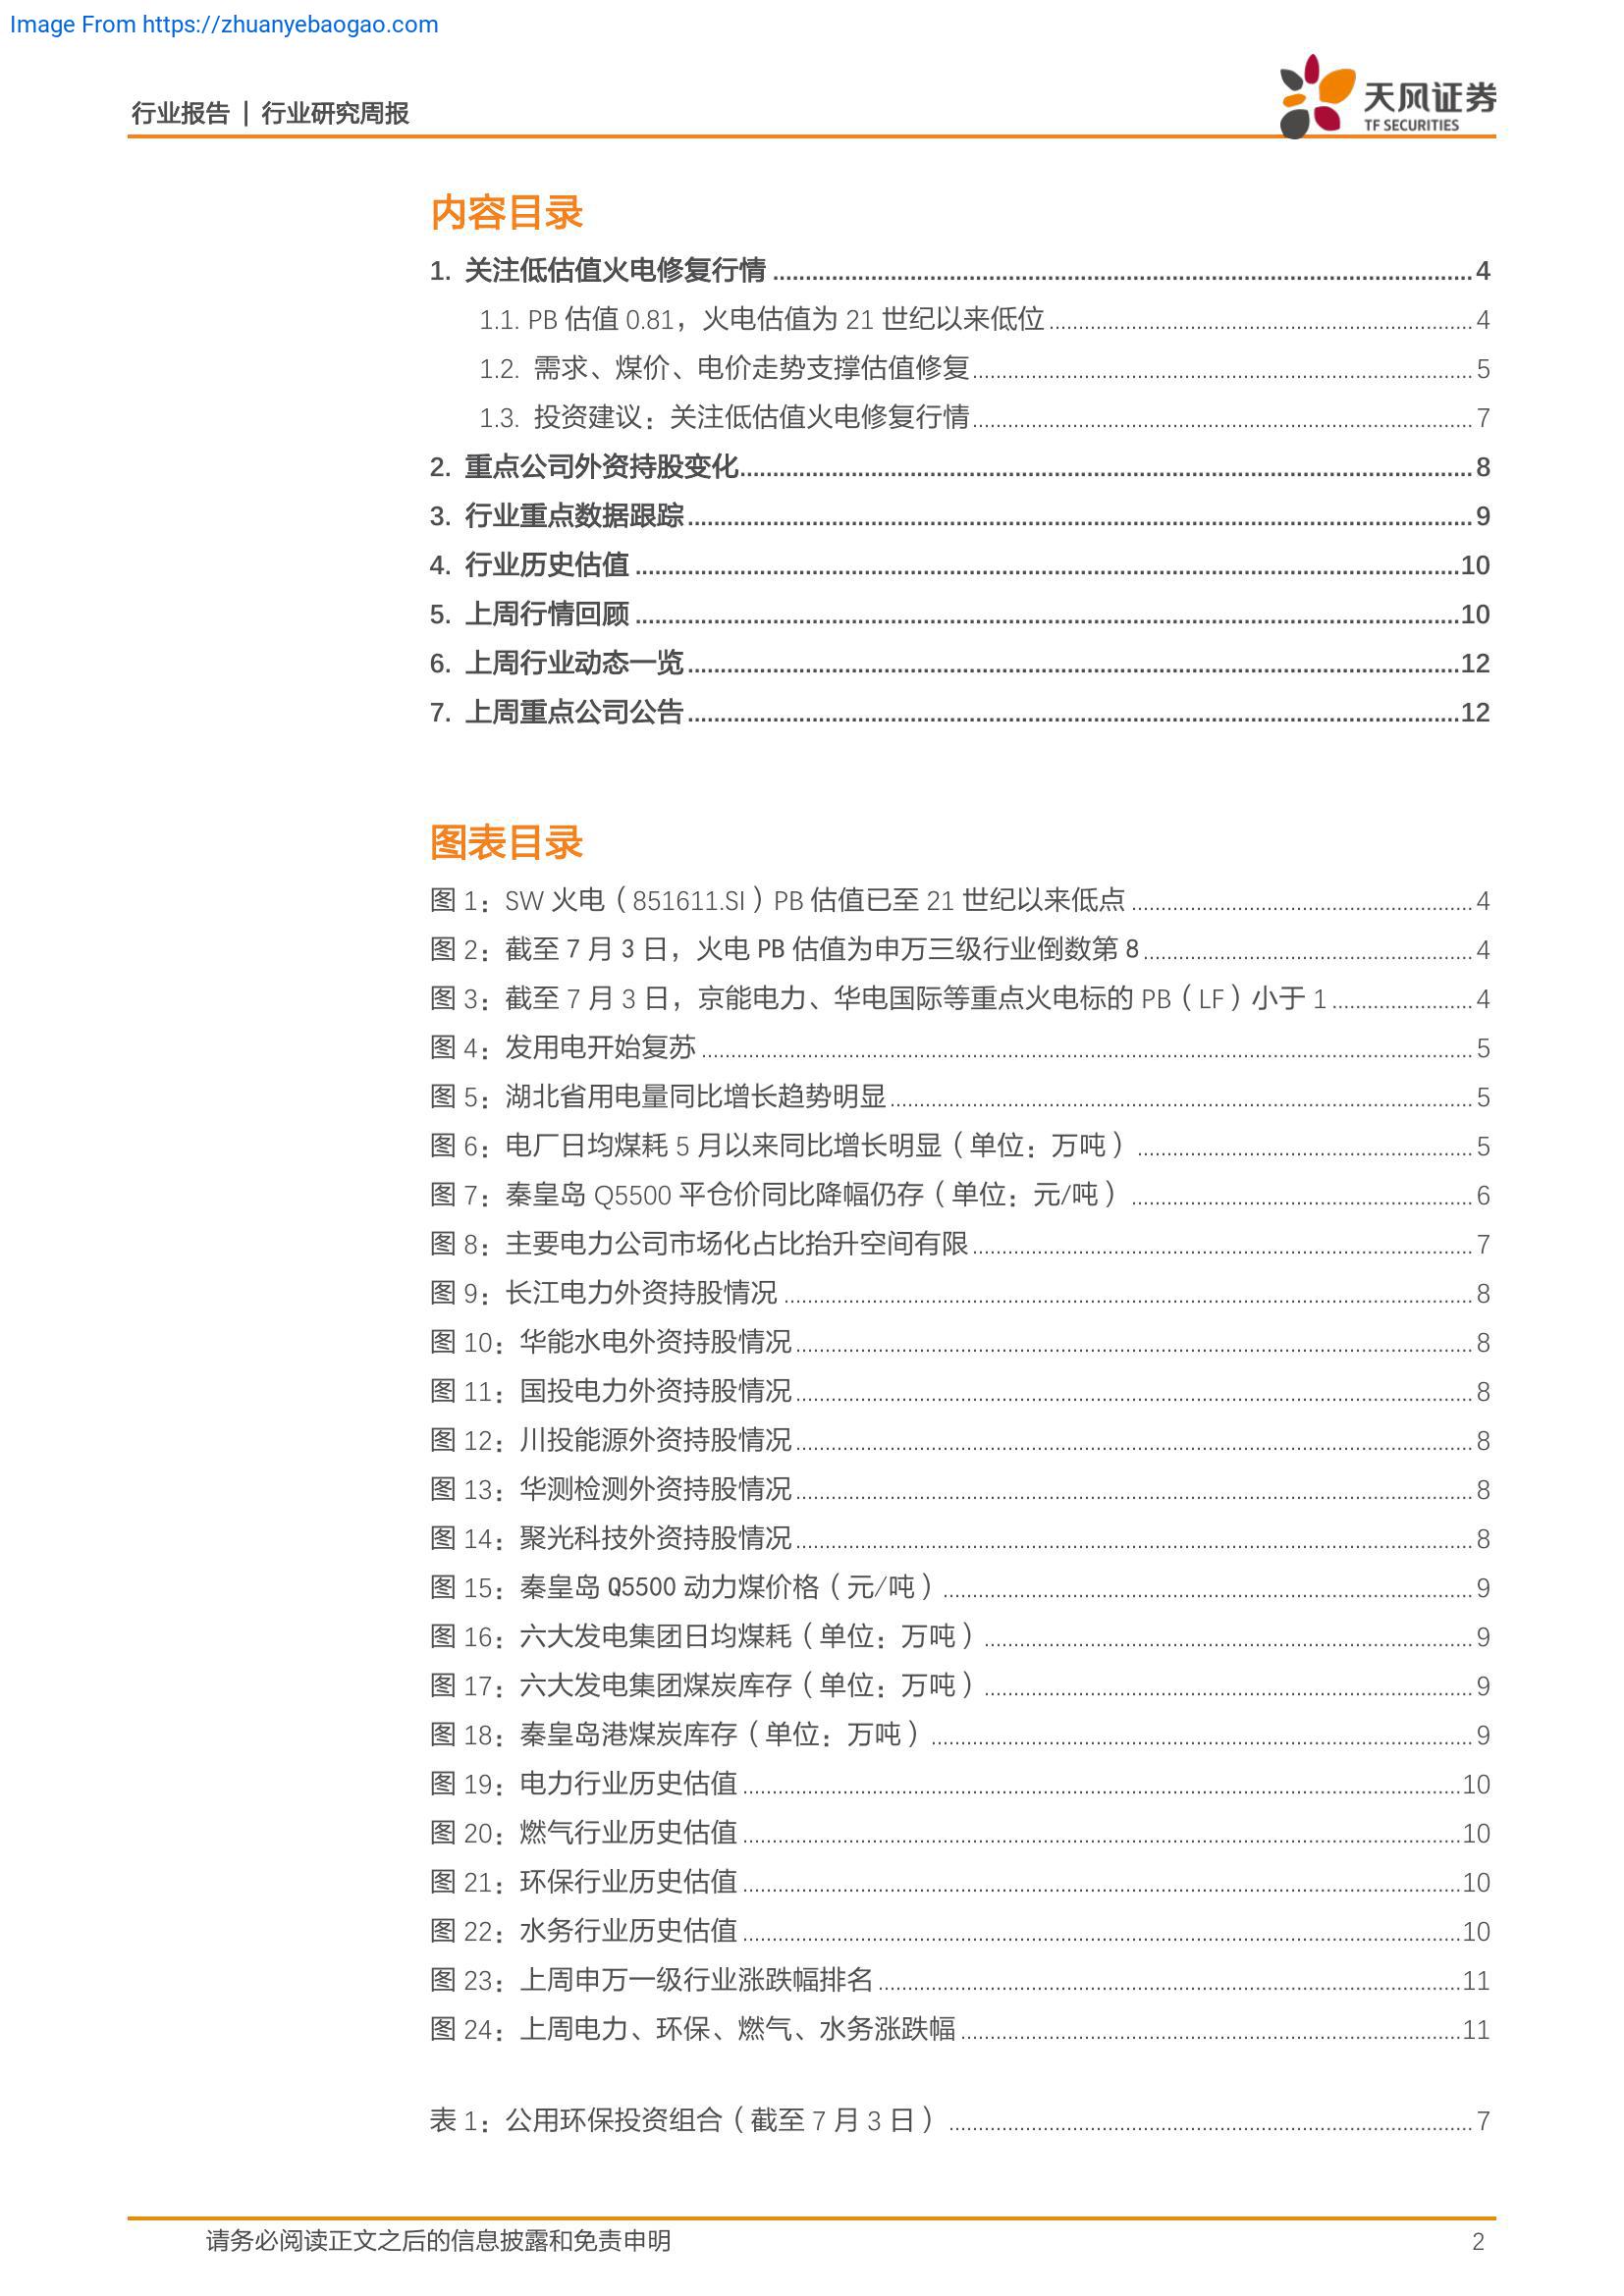 Image From https://zhuanyebaogao.com
行业报告 | 行业研究周报
天风证券
TF SECURITIES
内容目录
1. 关注低估值火电修复行情 4
1.1. PB 估值 0.81，火电估值为 21 世纪以来低位 4
1.2. 需求、煤价、电价走势支撑估值修复 5
1.3. 投资建议：关注低估值火电修复行情 7
2. 重点公司外资持股变化 8
3. 行业重点数据跟踪 9
4. 行业历史估值 10
5. 上周行情回顾 10
6. 上周行业动态一览 12
7. 上周重点公司公告 12
图表目录
图 1：SW 火电（851611.SI）PB 估值已至 21 世纪以来低点 4
图 2：截至 7 月 3 日，火电 PB 估值为申万三级行业倒数第 8 4
图 3：截至 7 月 3 日，京能电力、华电国际等重点火电标的 PB（LF）小于 1 4
图 4：发用电开始复苏 5
图 5：湖北省用电量同比增长趋势明显 5
图 6：电厂日均煤耗 5 月以来同比增长明显（单位：万吨） 5
图 7：秦皇岛 Q5500 平仓价同比降幅仍存（单位：元/吨） 6
图 8：主要电力公司市场化占比抬升空间有限 7
图 9：长江电力外资持股情况 8
图 10：华能水电外资持股情况 8
图 11：国投电力外资持股情况 8
图 12：川投能源外资持股情况 8
图 13：华测检测外资持股情况 8
图 14：聚光科技外资持股情况 8
图 15：秦皇岛 Q5500 动力煤价格（元/吨） 9
图 16：六大发电集团日均煤耗（单位：万吨） 9
图 17：六大发电集团煤炭库存（单位：万吨） 9
图 18：秦皇岛港煤炭库存（单位：万吨） 9
图 19：电力行业历史估值 10
图 20：燃气行业历史估值 10
图 21：环保行业历史估值 10
图 22：水务行业历史估值 10
图 23：上周申万一级行业涨跌幅排名 11
图 24：上周电力、环保、燃气、水务涨跌幅 11
表 1：公用环保投资组合（截至 7 月 3 日） 7
请务必阅读正文之后的信息披露和免责申明 2